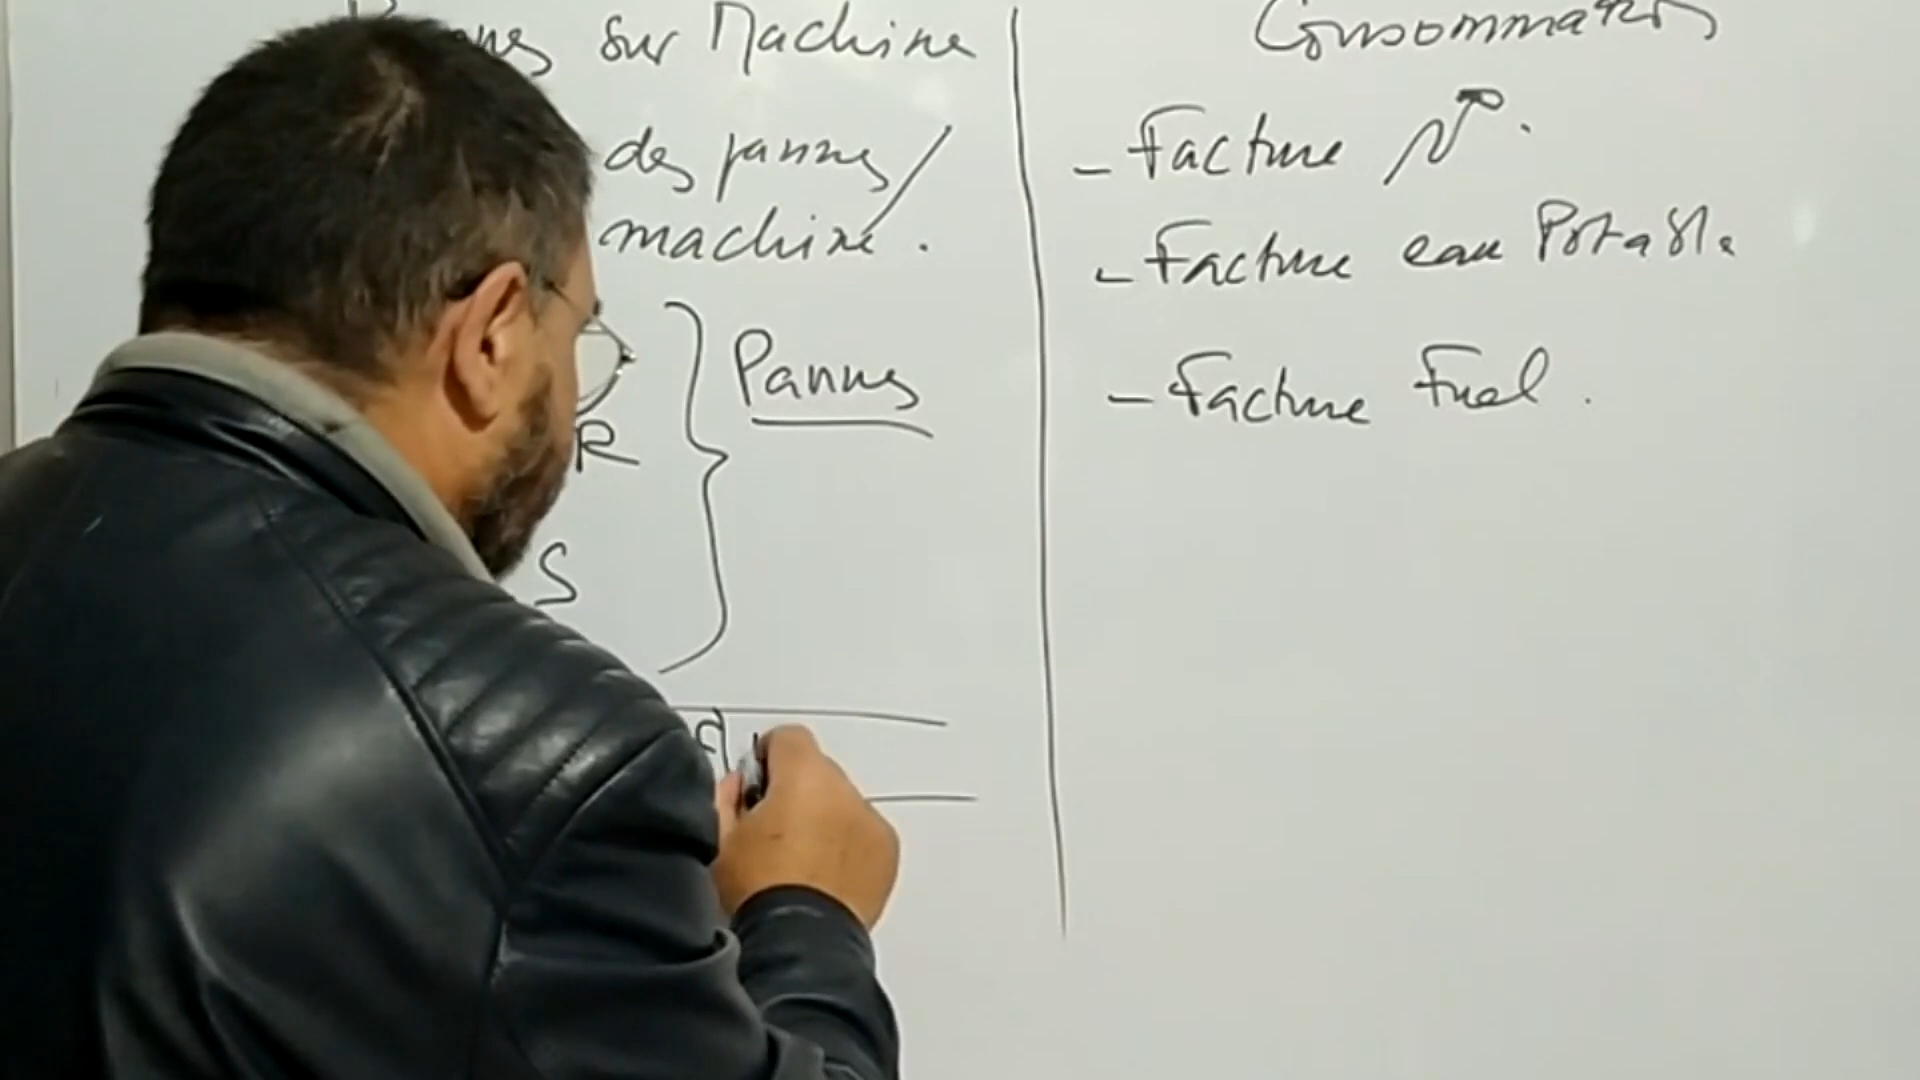 sur Machine
des pannes/
machine.
R
Pannes
S
Consommation
- Facture
- Facture eau Potable
- Facture Fuel.